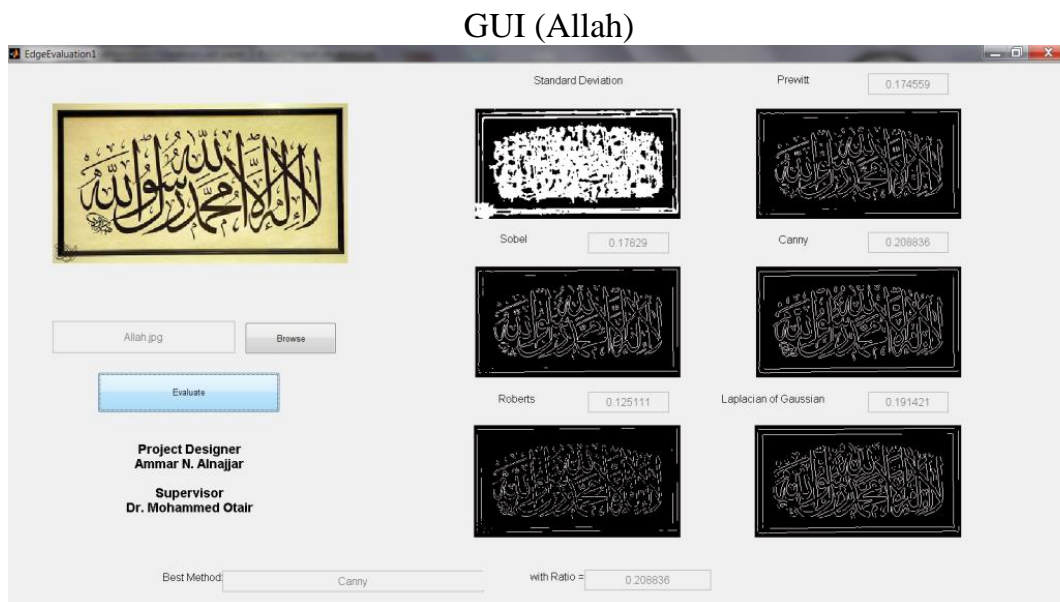 GUI (Allah)
EdgeEvaluation1
Standard Deviation
Prewitt 0.174559
لا إله إلا الله محمد رسول الله
Sobel 0.17829
Canny 0.208836
Allah.jpg Browse
Evaluate
Roberts 0.125111
Laplacian of Gaussian 0.191421
Project Designer
Ammar N. Alnajjar
Supervisor
Dr. Mohammed Otair
Best Method: Canny with Ratio = 0.208836